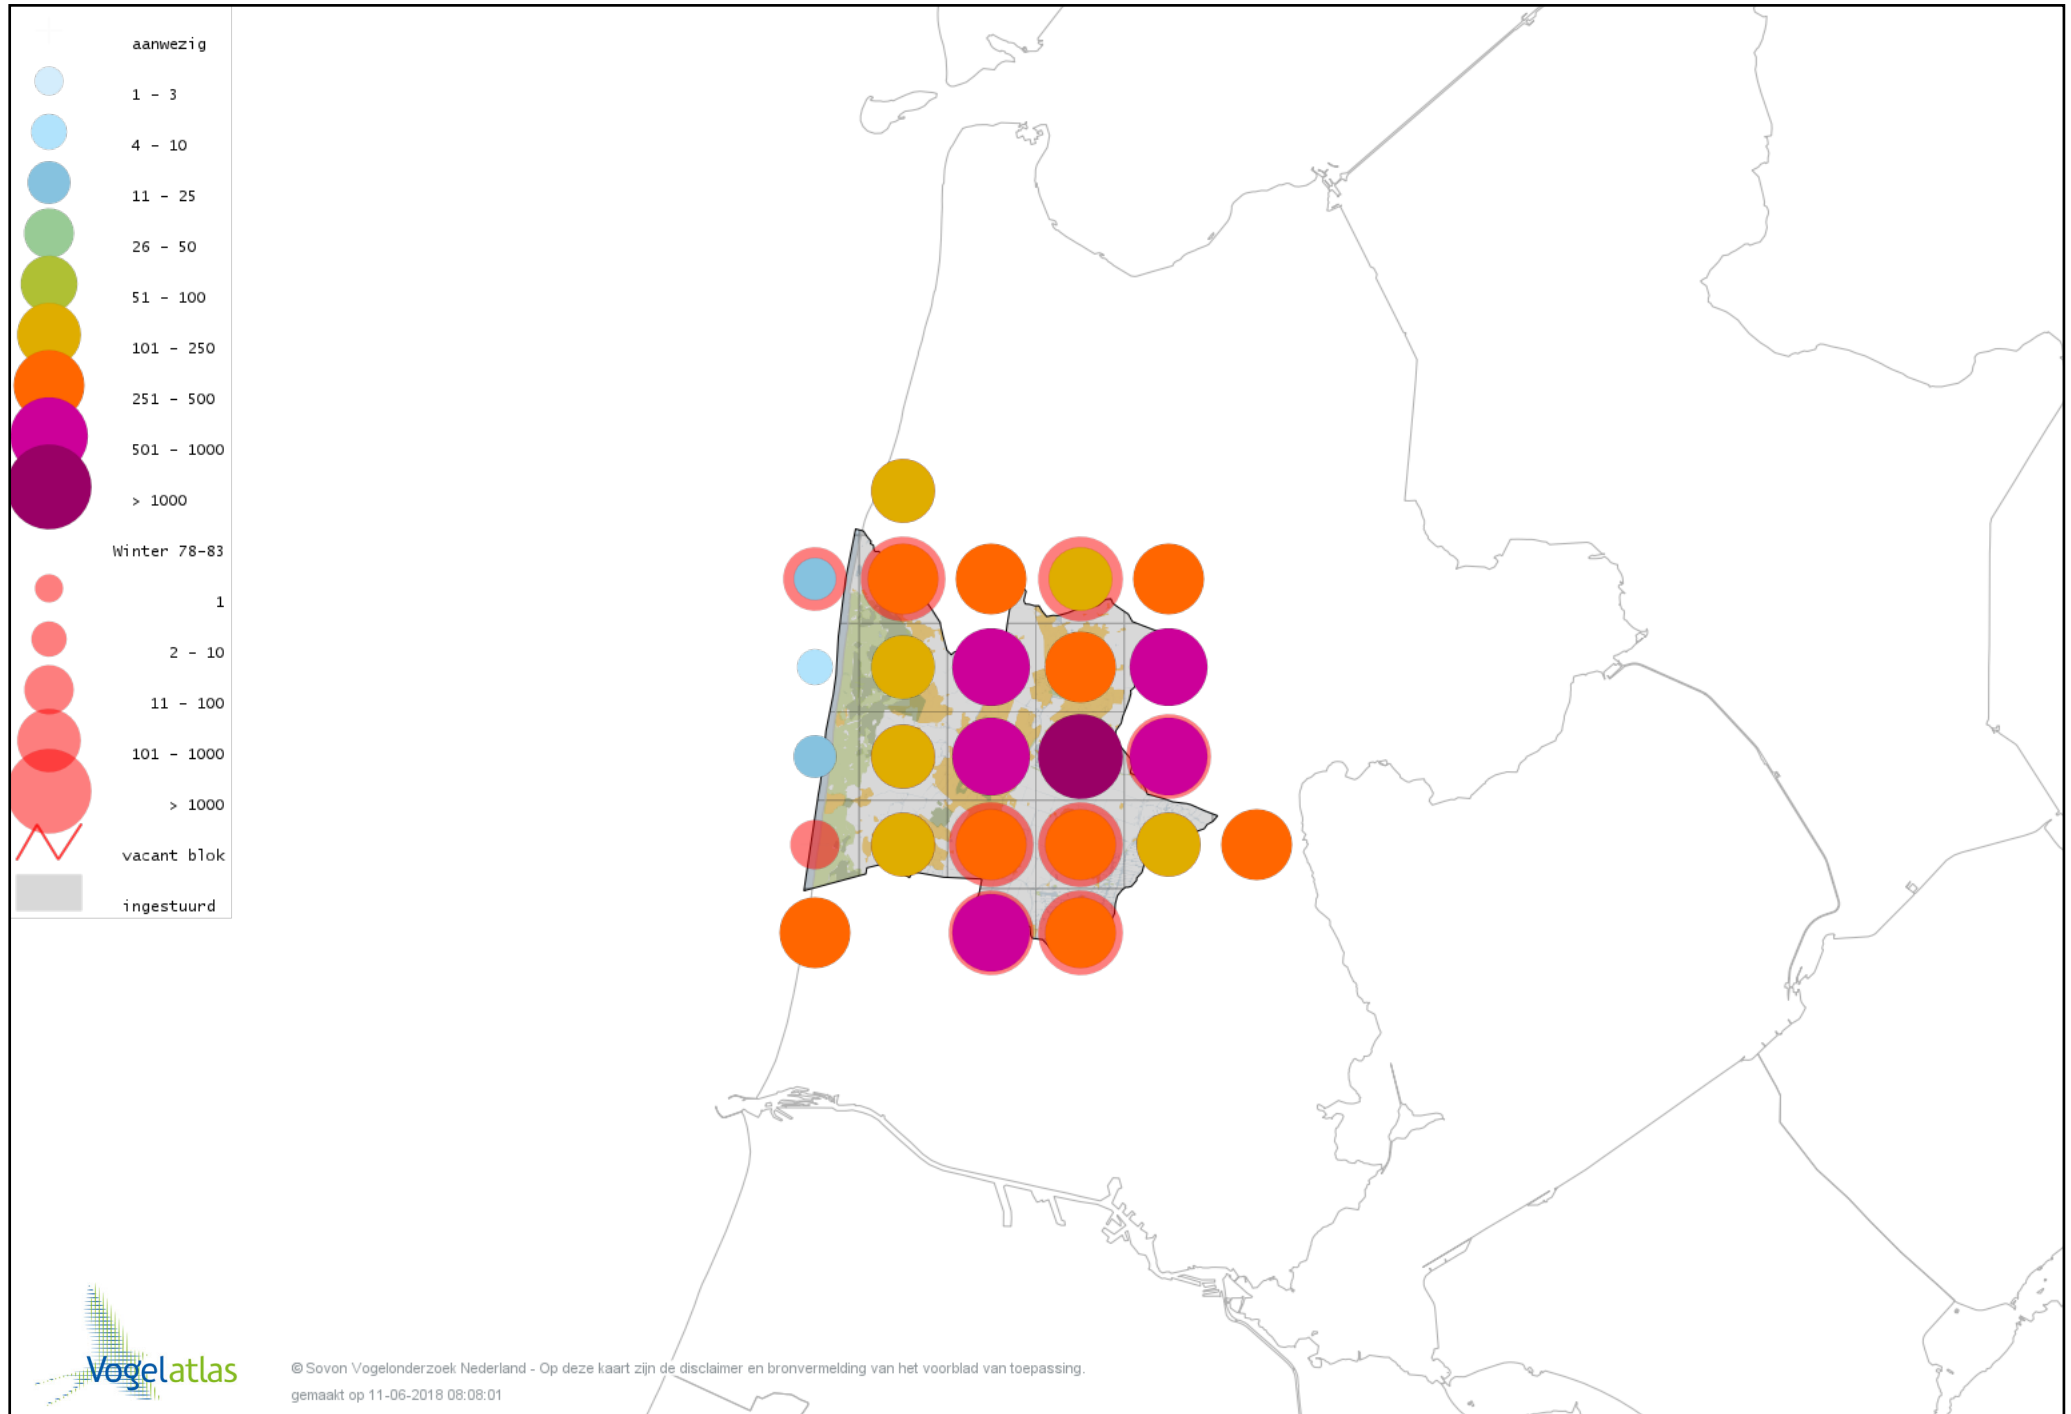 aanwezig
1 - 3
4 - 10
11 - 25
26 - 50
51 - 100
101 - 250
251 - 500
501 - 1000
> 1000
Winter 78-83
1
2 - 10
11 - 100
101 - 1000
> 1000
vacant blok
ingestuurd
Vogelatlas
© Sovon Vogelonderzoek Nederland - Op deze kaart zijn de disclaimer en bronvermelding van het voorblad van toepassing.
gemaakt op 11-06-2018 08:08:01